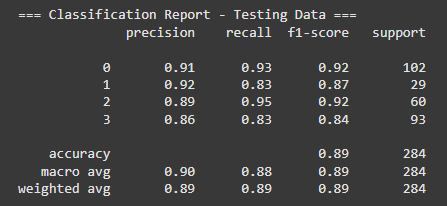 === Classification Report - Testing Data ===
precision recall f1-score support
0 0.91 0.93 0.92 102
1 0.92 0.83 0.87 29
2 0.89 0.95 0.92 60
3 0.86 0.83 0.84 93
accuracy 0.89 284
macro avg 0.90 0.88 0.89 284
weighted avg 0.89 0.89 0.89 284